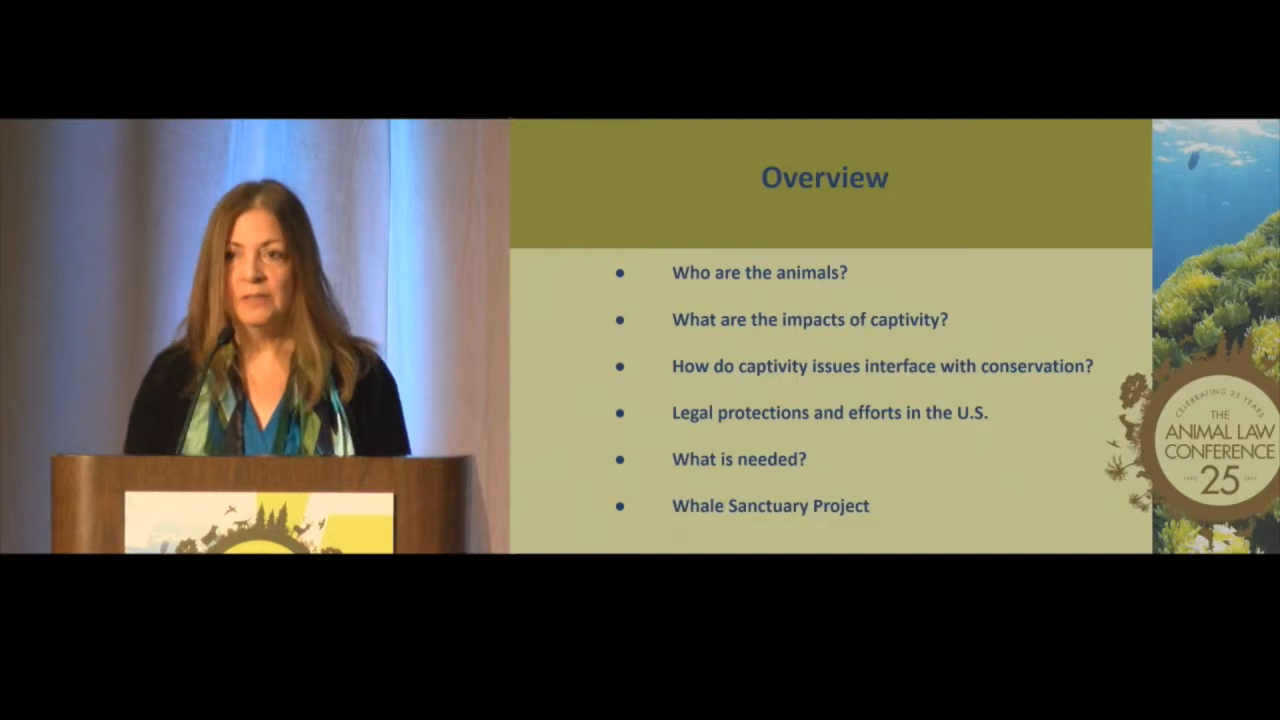 Overview
• Who are the animals?
• What are the impacts of captivity?
• How do captivity issues interface with conservation?
• Legal protections and efforts in the U.S.
• What is needed?
• Whale Sanctuary Project
CELEBRATING 25 YEARS
THE
ANIMAL LAW
CONFERENCE
25